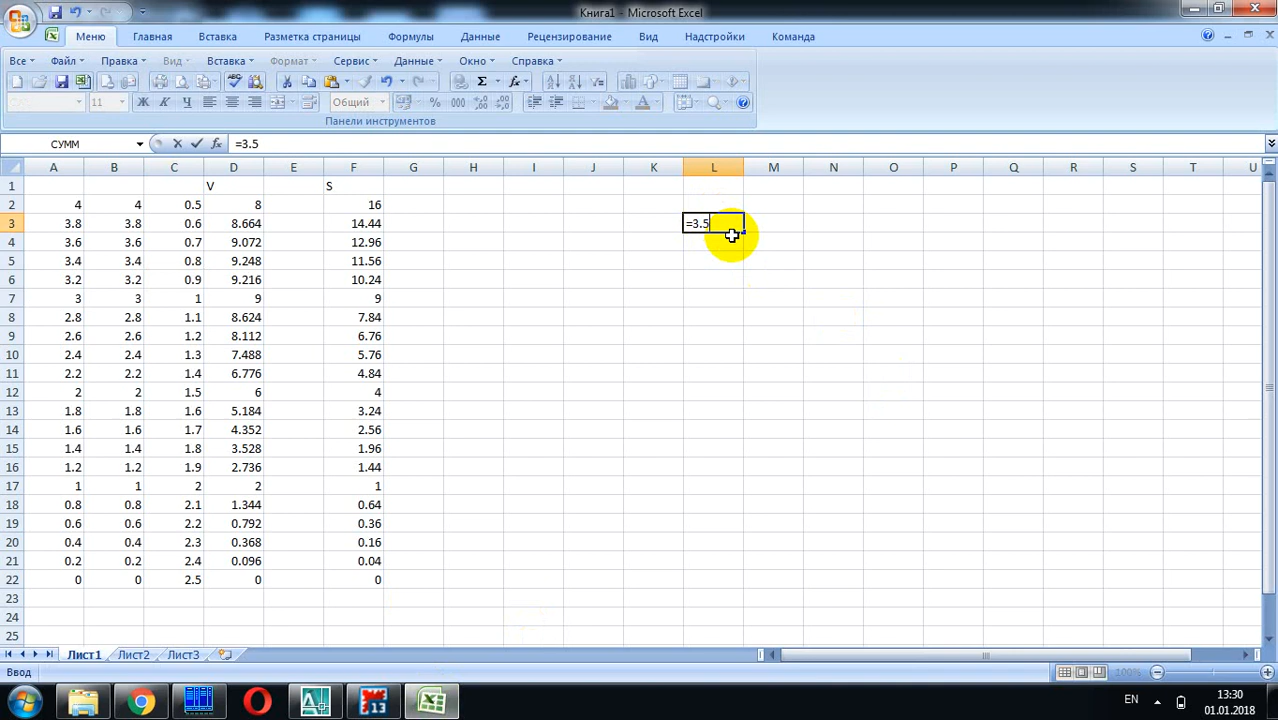 Книга1 - Microsoft Excel
Меню Главная Вставка Разметка страницы Формулы Данные Рецензирование Вид Надстройки Команда
Все Файл Правка Вид Вставка Формат Сервис Данные Окно Справка
11 Ж К Ч Общий % 000
Панели инструментов
СУММ =3.5
A B C D E F G H I J K L M N O P Q R S T U
1 V S
2 4 4 0.5 8 16
3 3.8 3.8 0.6 8.664 14.44 =3.5
4 3.6 3.6 0.7 9.072 12.96
5 3.4 3.4 0.8 9.248 11.56
6 3.2 3.2 0.9 9.216 10.24
7 3 3 1 9 9
8 2.8 2.8 1.1 8.624 7.84
9 2.6 2.6 1.2 8.112 6.76
10 2.4 2.4 1.3 7.488 5.76
11 2.2 2.2 1.4 6.776 4.84
12 2 2 1.5 6 4
13 1.8 1.8 1.6 5.184 3.24
14 1.6 1.6 1.7 4.352 2.56
15 1.4 1.4 1.8 3.528 1.96
16 1.2 1.2 1.9 2.736 1.44
17 1 1 2 2 1
18 0.8 0.8 2.1 1.344 0.64
19 0.6 0.6 2.2 0.792 0.36
20 0.4 0.4 2.3 0.368 0.16
21 0.2 0.2 2.4 0.096 0.04
22 0 0 2.5 0 0
23
24
25
Лист1 Лист2 Лист3
Ввод 100%
EN 13:30
01.01.2018